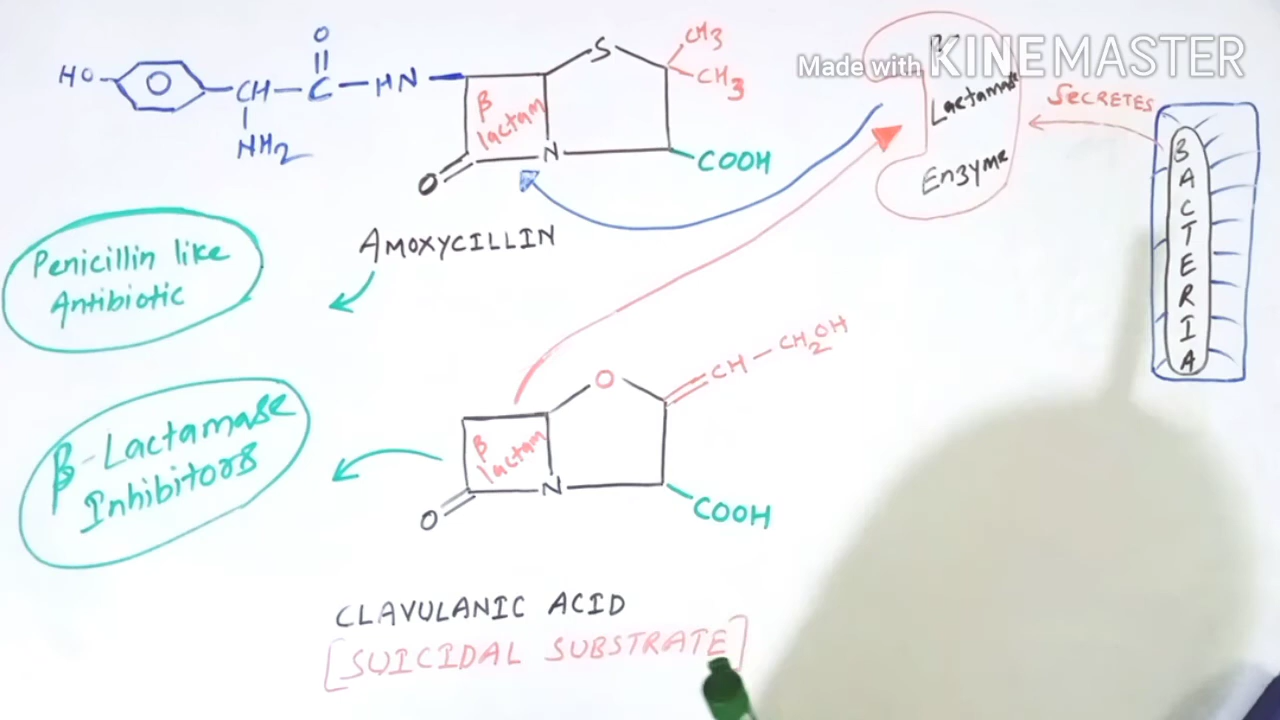 Made with KINEMASTER
HO
CH
NH2
O
C
HN
S
CH3
CH3
β
lactam
N
O
COOH
AMOXYCILLIN
β-
Lactamase
Enzyme
SECRETES
BACTERIA
Penicillin like
Antibiotic
β-Lactamase
Inhibitors
O
CH
CH2OH
β
lactam
N
O
COOH
CLAVULANIC ACID
[SUICIDAL SUBSTRATE]